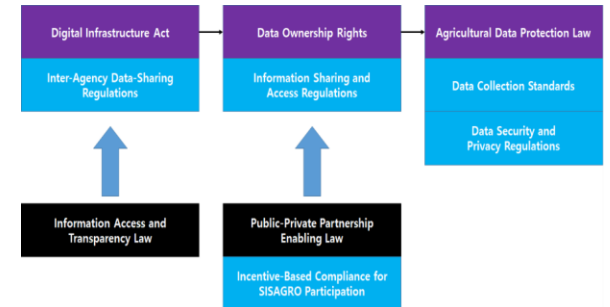 Digital Infrastructure Act
Data Ownership Rights
Agricultural Data Protection Law
Inter-Agency Data-Sharing
Regulations
Information Sharing and
Access Regulations
Data Collection Standards
Data Security and
Privacy Regulations
Information Access and
Transparency Law
Public-Private Partnership
Enabling Law
Incentive-Based Compliance for
SISAGRO Participation